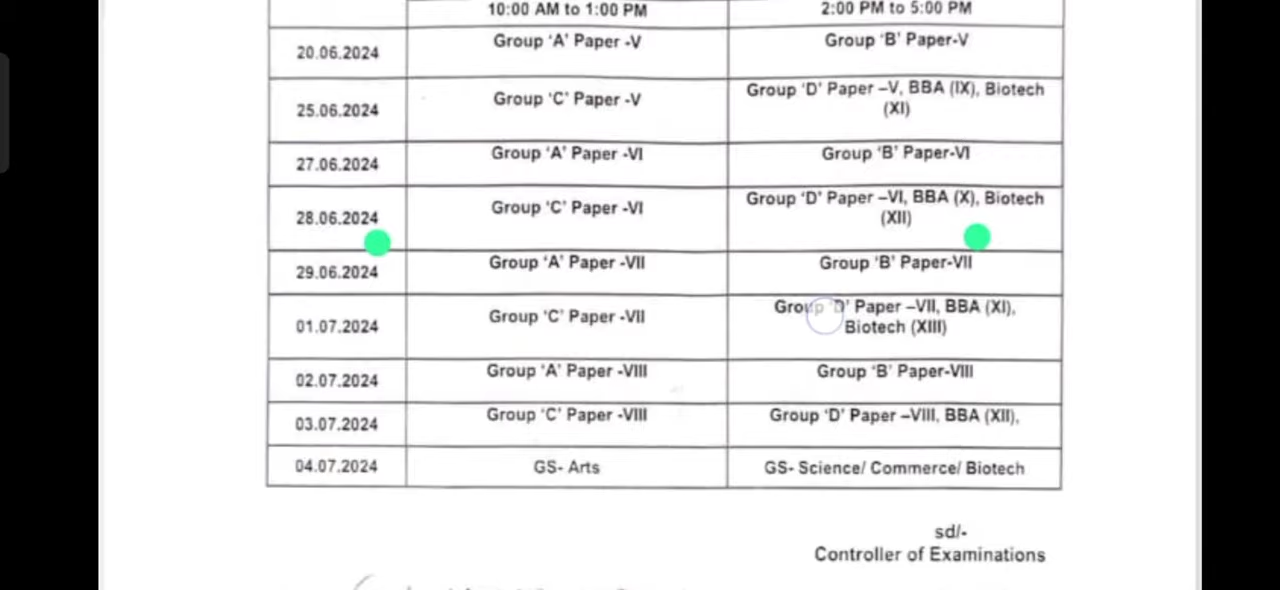 10:00 AM to 1:00 PM
2:00 PM to 5:00 PM
20.06.2024
Group 'A' Paper -V
Group 'B' Paper-V
25.06.2024
Group 'C' Paper -V
Group 'D' Paper –V, BBA (IX), Biotech
(XI)
27.06.2024
Group 'A' Paper -VI
Group 'B' Paper-VI
28.06.2024
Group 'C' Paper -VI
Group 'D' Paper –VI, BBA (X), Biotech
(XII)
29.06.2024
Group 'A' Paper -VII
Group 'B' Paper-VII
01.07.2024
Group 'C' Paper -VII
Group 'D' Paper –VII, BBA (XI),
Biotech (XIII)
02.07.2024
Group 'A' Paper -VIII
Group 'B' Paper-VIII
03.07.2024
Group 'C' Paper -VIII
Group 'D' Paper –VIII, BBA (XII),
04.07.2024
GS- Arts
GS- Science/ Commerce/ Biotech
sd/-
Controller of Examinations